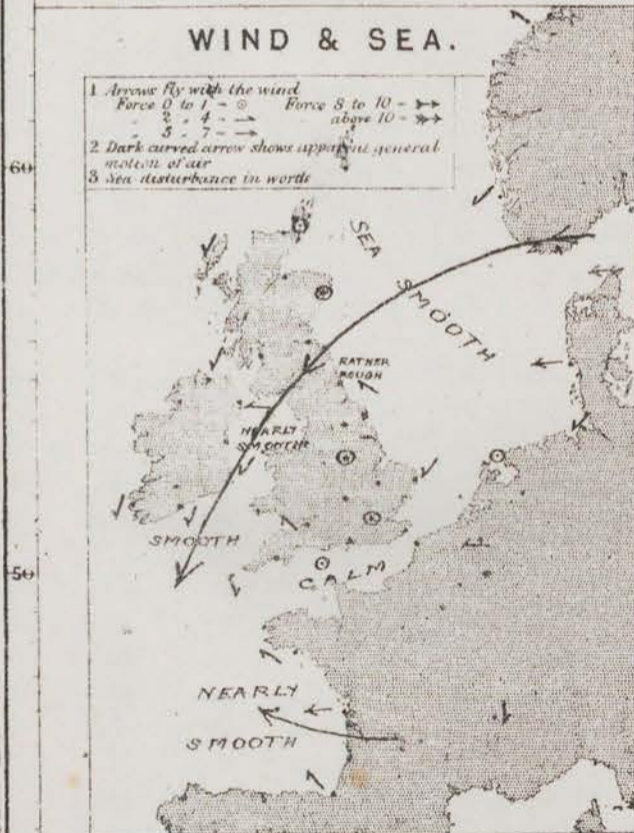 WIND & SEA.
1 Arrows fly with the wind
Force 0 to 1 - ⊙ Force 8 to 10 -
„ 2 „ 4 - above 10 -
„ 5 „ 7 -
2 Dark curved arrow shows apparent general
motion of air
3 Sea disturbance in words
60
SEA
SMOOTH
RATHER
ROUGH
NEARLY
SMOOTH
SMOOTH
50
CALM
NEARLY
SMOOTH